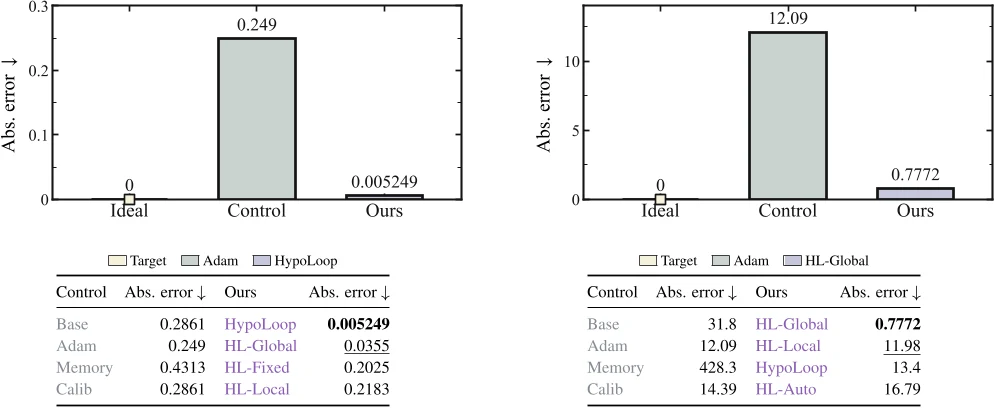 0.3
0.2
0.1
0
Abs. error ↓
0
0.249
0.005249
Ideal Control Ours
Target Adam HypoLoop
Control Abs. error ↓ Ours Abs. error ↓
Base 0.2861 HypoLoop 0.005249
Adam 0.249 HL-Global 0.0355
Memory 0.4313 HL-Fixed 0.2025
Calib 0.2861 HL-Local 0.2183
10
5
0
Abs. error ↓
0
12.09
0.7772
Ideal Control Ours
Target Adam HL-Global
Control Abs. error ↓ Ours Abs. error ↓
Base 31.8 HL-Global 0.7772
Adam 12.09 HL-Local 11.98
Memory 428.3 HypoLoop 13.4
Calib 14.39 HL-Auto 16.79